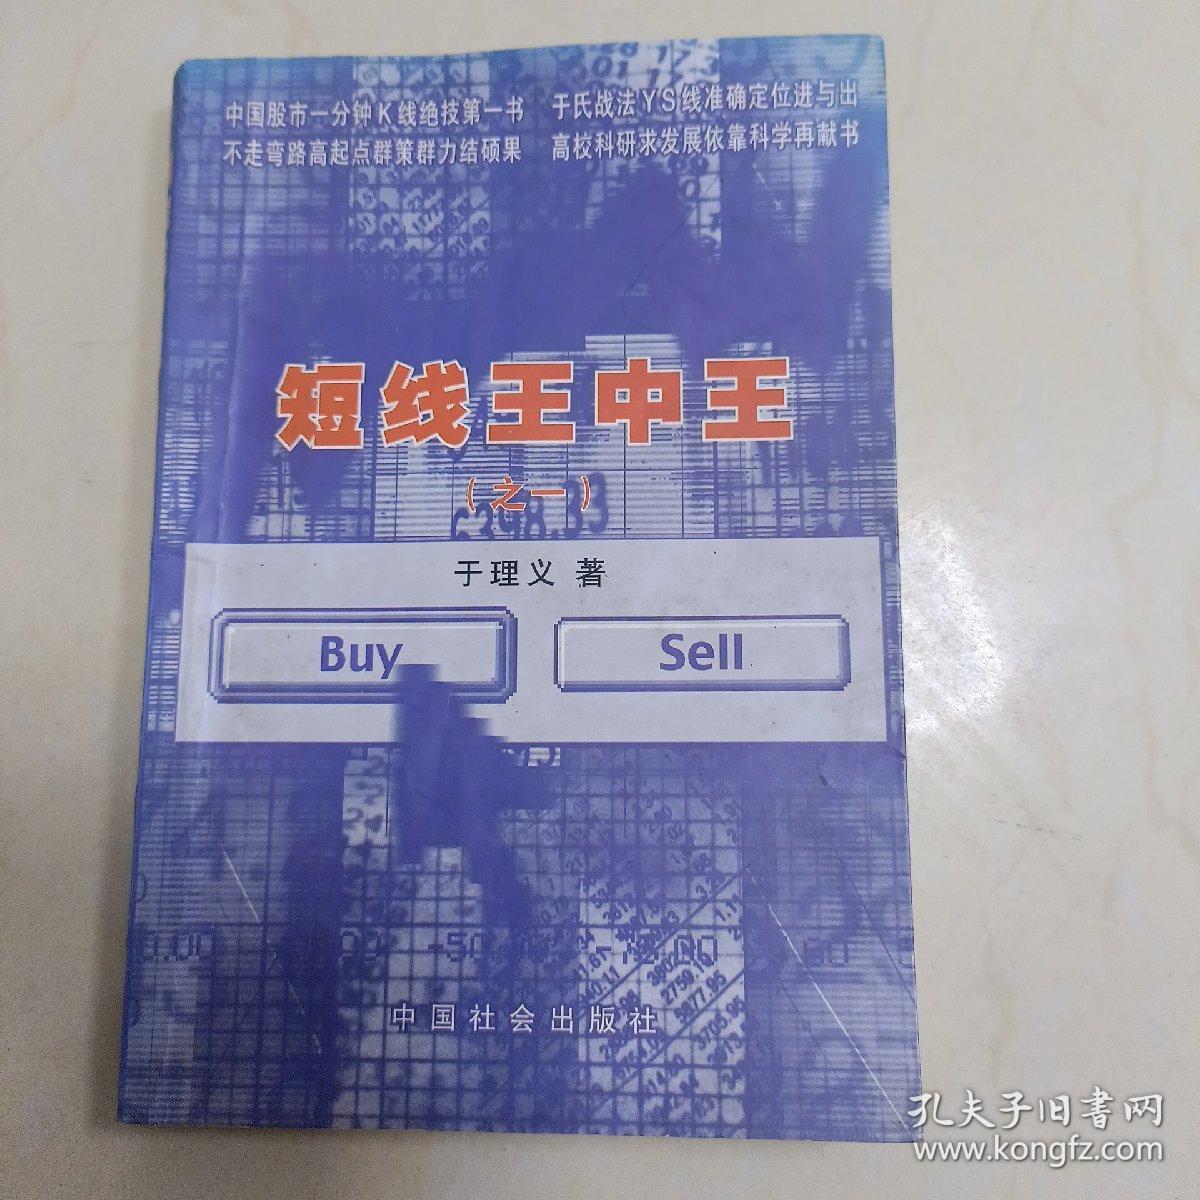 中国股市一分钟K线绝技第一书 于氏战法YS线准确定位进与出
不走弯路高起点群策群力结硕果 高校科研求发展依靠科学再献书
短线王中王
(之一)
于理义 著
Buy
Sell
中国社会出版社
孔夫子旧書网
www.kongfz.com